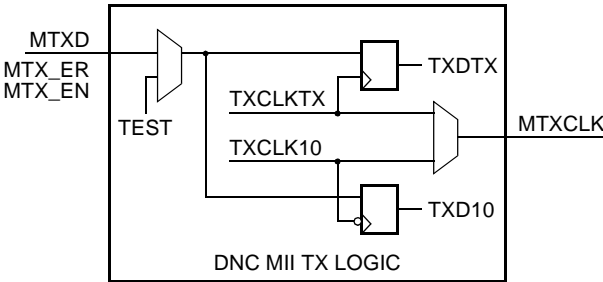 MTXD
MTX_ER
MTX_EN
TEST
TXCLKTX
TXCLK10
TXDTX
MTXCLK
TXD10
DNC MII TX LOGIC